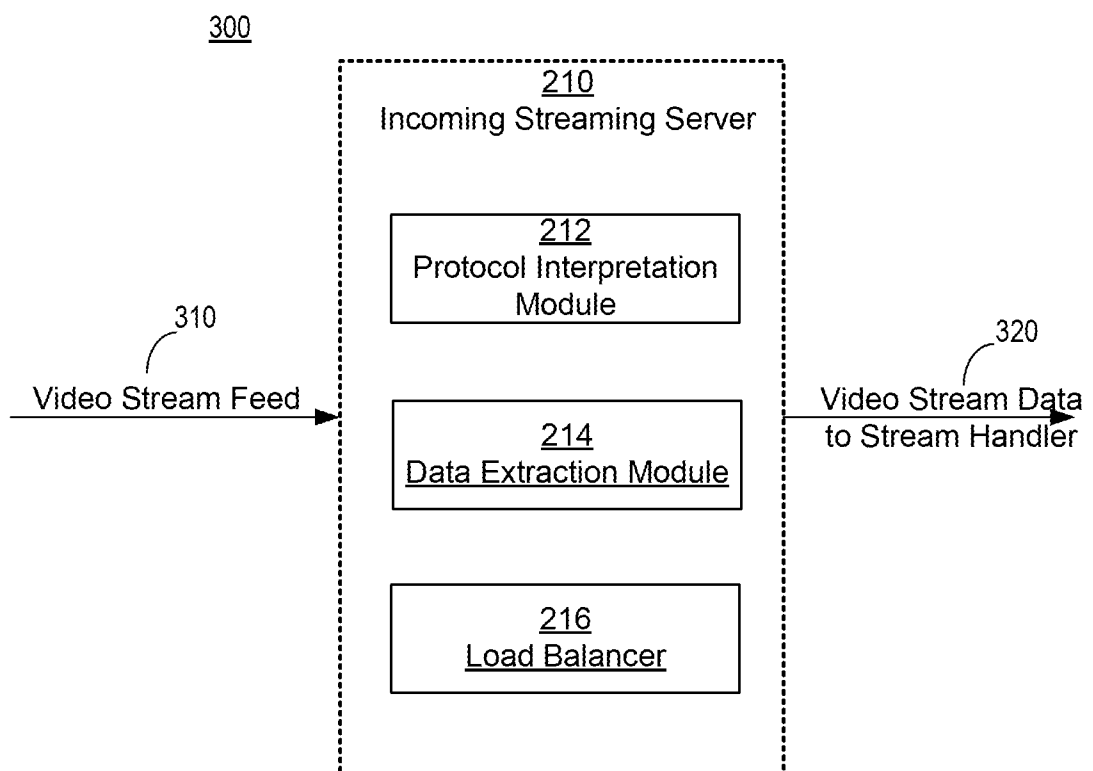 300
210
Incoming Streaming Server
212
Protocol Interpretation
Module
310
Video Stream Feed
320
Video Stream Data
to Stream Handler
214
Data Extraction Module
216
Load Balancer